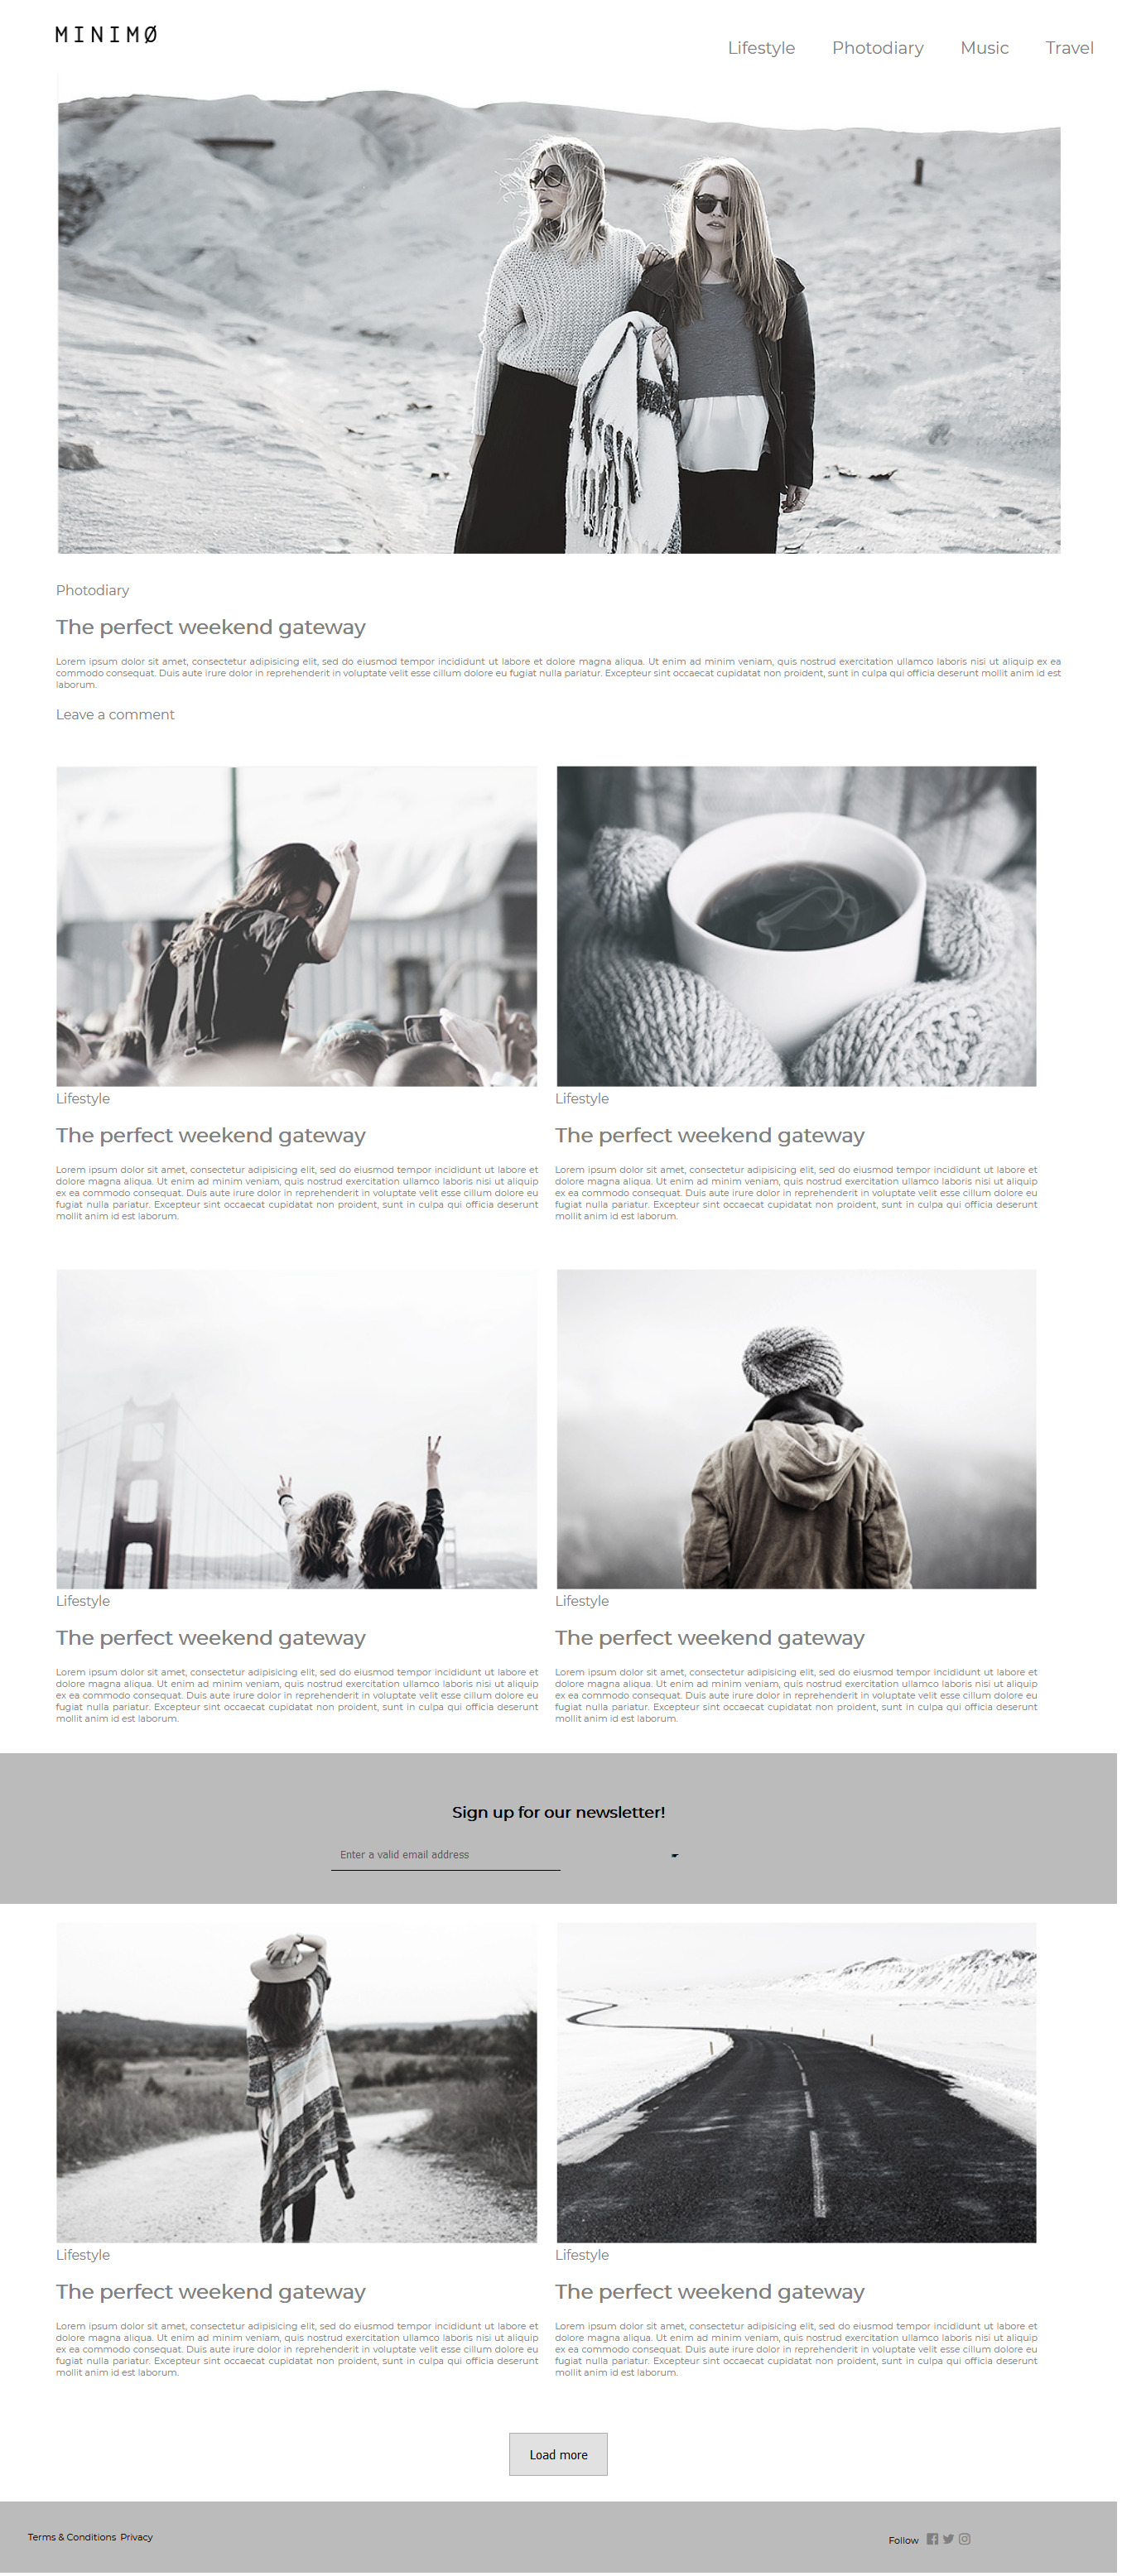 MINIMØ
Lifestyle Photodiary Music Travel
Photodiary
The perfect weekend gateway
Lorem ipsum dolor sit amet, consectetur adipisicing elit, sed do eiusmod tempor incididunt ut labore et dolore magna aliqua. Ut enim ad minim veniam, quis nostrud exercitation ullamco laboris nisi ut aliquip ex ea
commodo consequat. Duis aute irure dolor in reprehenderit in voluptate velit esse cillum dolore eu fugiat nulla pariatur. Excepteur sint occaecat cupidatat non proident, sunt in culpa qui officia deserunt mollit anim id est
laborum.
Leave a comment
Lifestyle
The perfect weekend gateway
Lorem ipsum dolor sit amet, consectetur adipisicing elit, sed do eiusmod tempor incididunt ut labore et
dolore magna aliqua. Ut enim ad minim veniam, quis nostrud exercitation ullamco laboris nisi ut aliquip
ex ea commodo consequat. Duis aute irure dolor in reprehenderit in voluptate velit esse cillum dolore eu
fugiat nulla pariatur. Excepteur sint occaecat cupidatat non proident, sunt in culpa qui officia deserunt
mollit anim id est laborum.
Lifestyle
The perfect weekend gateway
Lorem ipsum dolor sit amet, consectetur adipisicing elit, sed do eiusmod tempor incididunt ut labore et
dolore magna aliqua. Ut enim ad minim veniam, quis nostrud exercitation ullamco laboris nisi ut aliquip
ex ea commodo consequat. Duis aute irure dolor in reprehenderit in voluptate velit esse cillum dolore eu
fugiat nulla pariatur. Excepteur sint occaecat cupidatat non proident, sunt in culpa qui officia deserunt
mollit anim id est laborum.
Lifestyle
The perfect weekend gateway
Lorem ipsum dolor sit amet, consectetur adipisicing elit, sed do eiusmod tempor incididunt ut labore et
dolore magna aliqua. Ut enim ad minim veniam, quis nostrud exercitation ullamco laboris nisi ut aliquip
ex ea commodo consequat. Duis aute irure dolor in reprehenderit in voluptate velit esse cillum dolore eu
fugiat nulla pariatur. Excepteur sint occaecat cupidatat non proident, sunt in culpa qui officia deserunt
mollit anim id est laborum.
Lifestyle
The perfect weekend gateway
Lorem ipsum dolor sit amet, consectetur adipisicing elit, sed do eiusmod tempor incididunt ut labore et
dolore magna aliqua. Ut enim ad minim veniam, quis nostrud exercitation ullamco laboris nisi ut aliquip
ex ea commodo consequat. Duis aute irure dolor in reprehenderit in voluptate velit esse cillum dolore eu
fugiat nulla pariatur. Excepteur sint occaecat cupidatat non proident, sunt in culpa qui officia deserunt
mollit anim id est laborum.
Sign up for our newsletter!
Enter a valid email address
Lifestyle
The perfect weekend gateway
Lorem ipsum dolor sit amet, consectetur adipisicing elit, sed do eiusmod tempor incididunt ut labore et
dolore magna aliqua. Ut enim ad minim veniam, quis nostrud exercitation ullamco laboris nisi ut aliquip
ex ea commodo consequat. Duis aute irure dolor in reprehenderit in voluptate velit esse cillum dolore eu
fugiat nulla pariatur. Excepteur sint occaecat cupidatat non proident, sunt in culpa qui officia deserunt
mollit anim id est laborum.
Lifestyle
The perfect weekend gateway
Lorem ipsum dolor sit amet, consectetur adipisicing elit, sed do eiusmod tempor incididunt ut labore et
dolore magna aliqua. Ut enim ad minim veniam, quis nostrud exercitation ullamco laboris nisi ut aliquip
ex ea commodo consequat. Duis aute irure dolor in reprehenderit in voluptate velit esse cillum dolore eu
fugiat nulla pariatur. Excepteur sint occaecat cupidatat non proident, sunt in culpa qui officia deserunt
mollit anim id est laborum.
Load more
Terms & Conditions Privacy
Follow